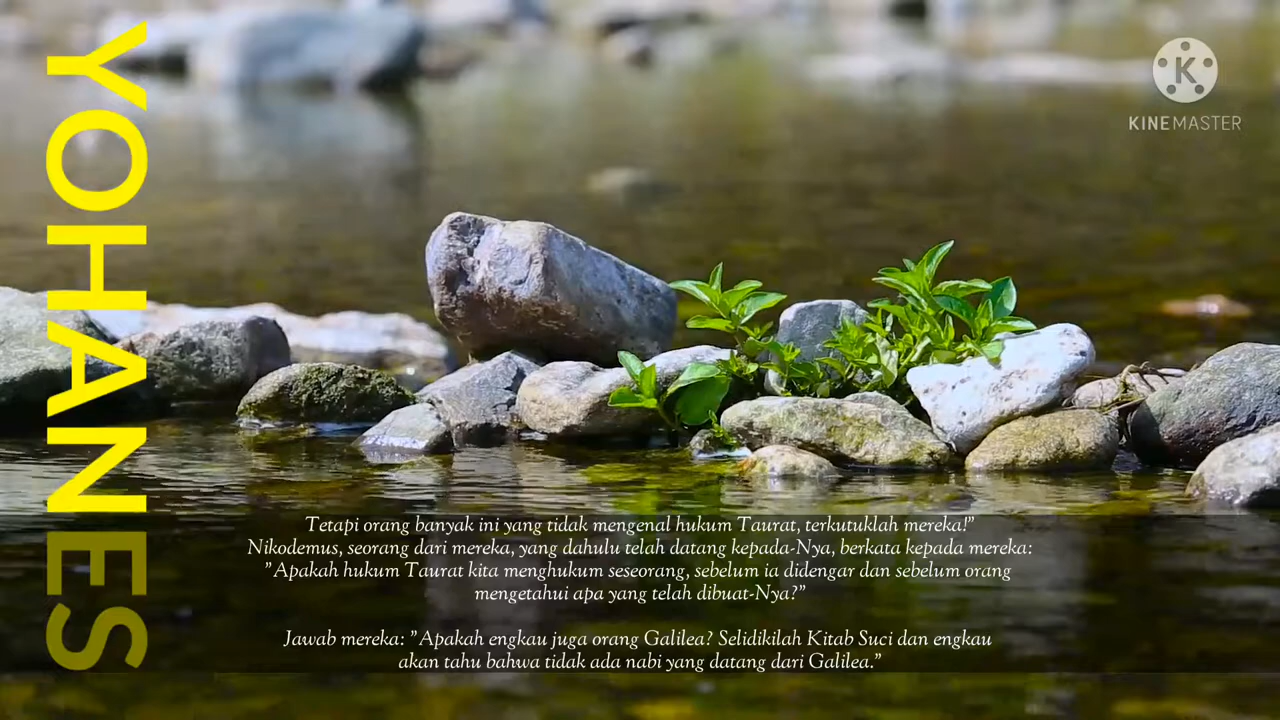 YOHANES
K
KINEMASTER
Tetapi orang banyak ini yang tidak mengenal hukum Taurat, terkutuklah mereka!"
Nikodemus, seorang dari mereka, yang dahulu telah datang kepada-Nya, berkata kepada mereka:
"Apakah hukum Taurat kita menghukum seseorang, sebelum ia didengar dan sebelum orang
mengetahui apa yang telah dibuat-Nya?"
Jawab mereka: "Apakah engkau juga orang Galilea? Selidikilah Kitab Suci dan engkau
akan tahu bahwa tidak ada nabi yang datang dari Galilea."